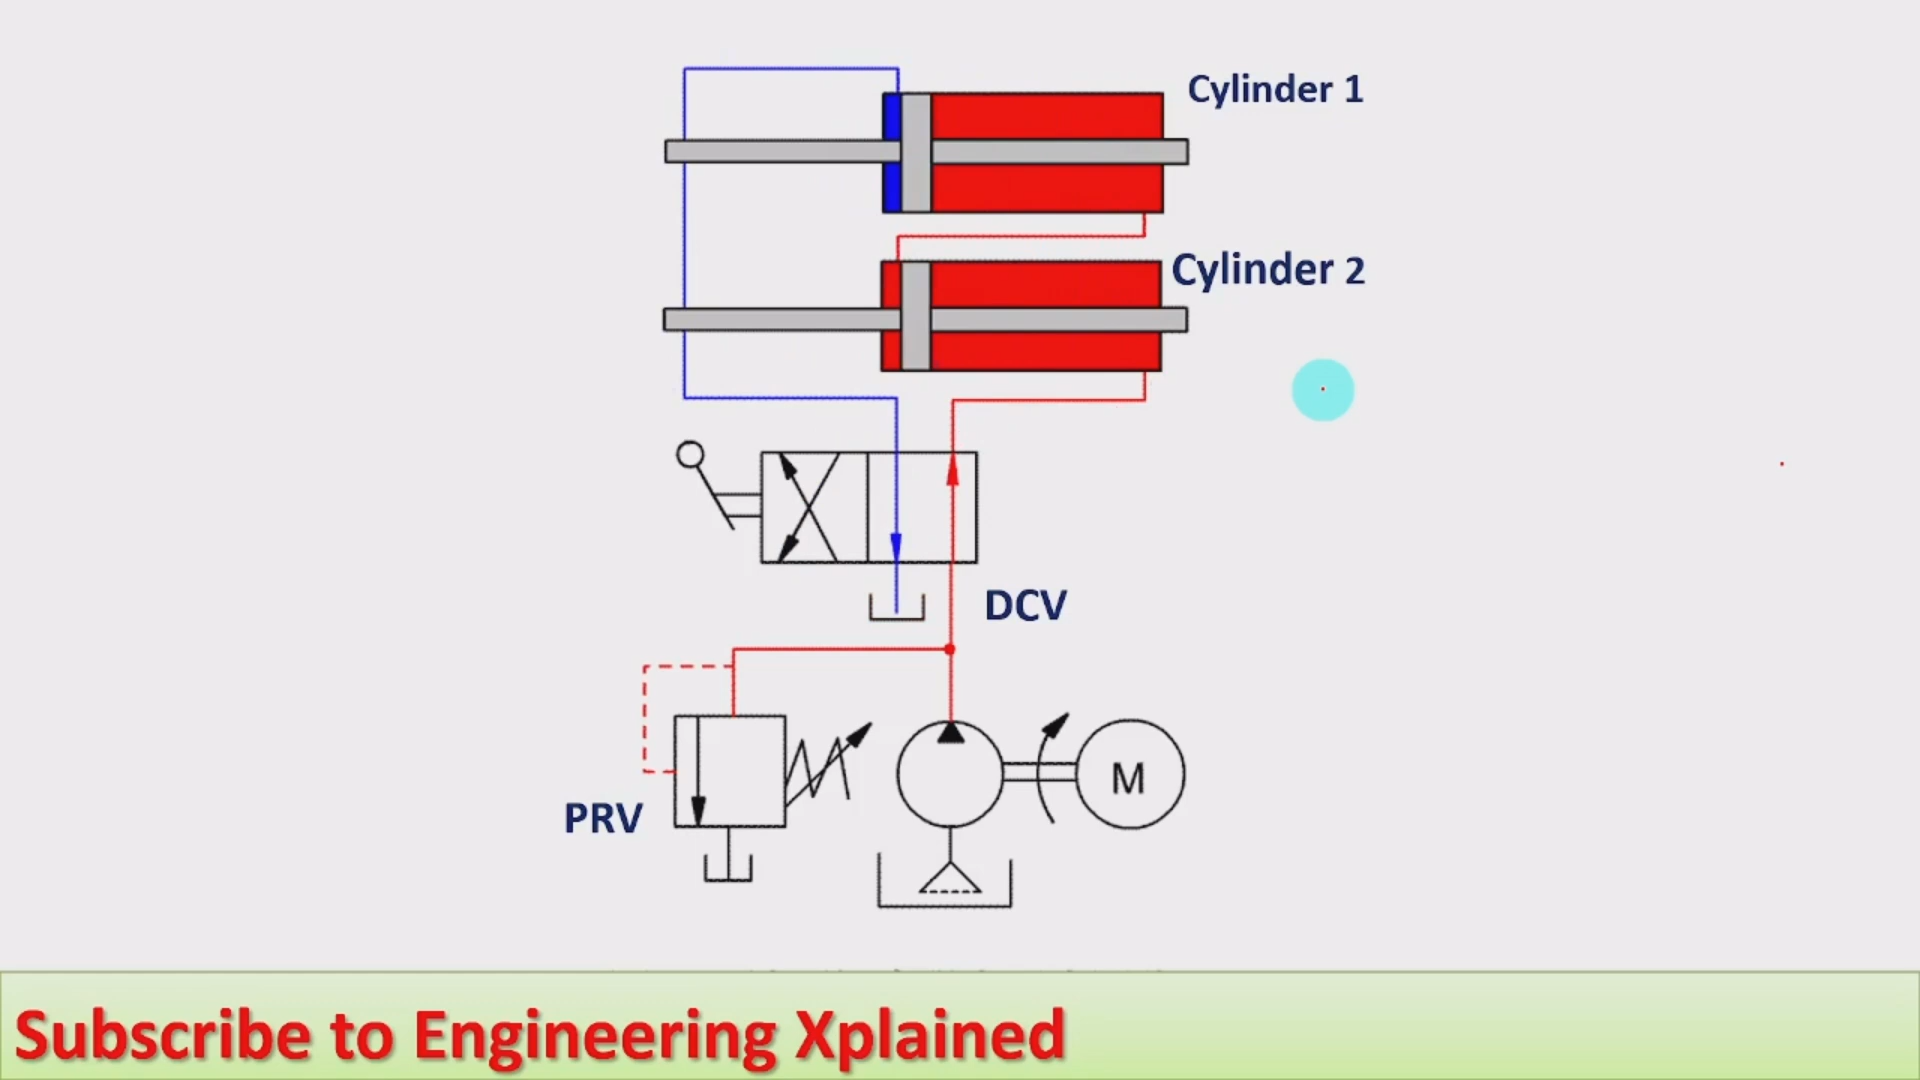 Cylinder 1
Cylinder 2
DCV
PRV
M
Subscribe to Engineering Xplained